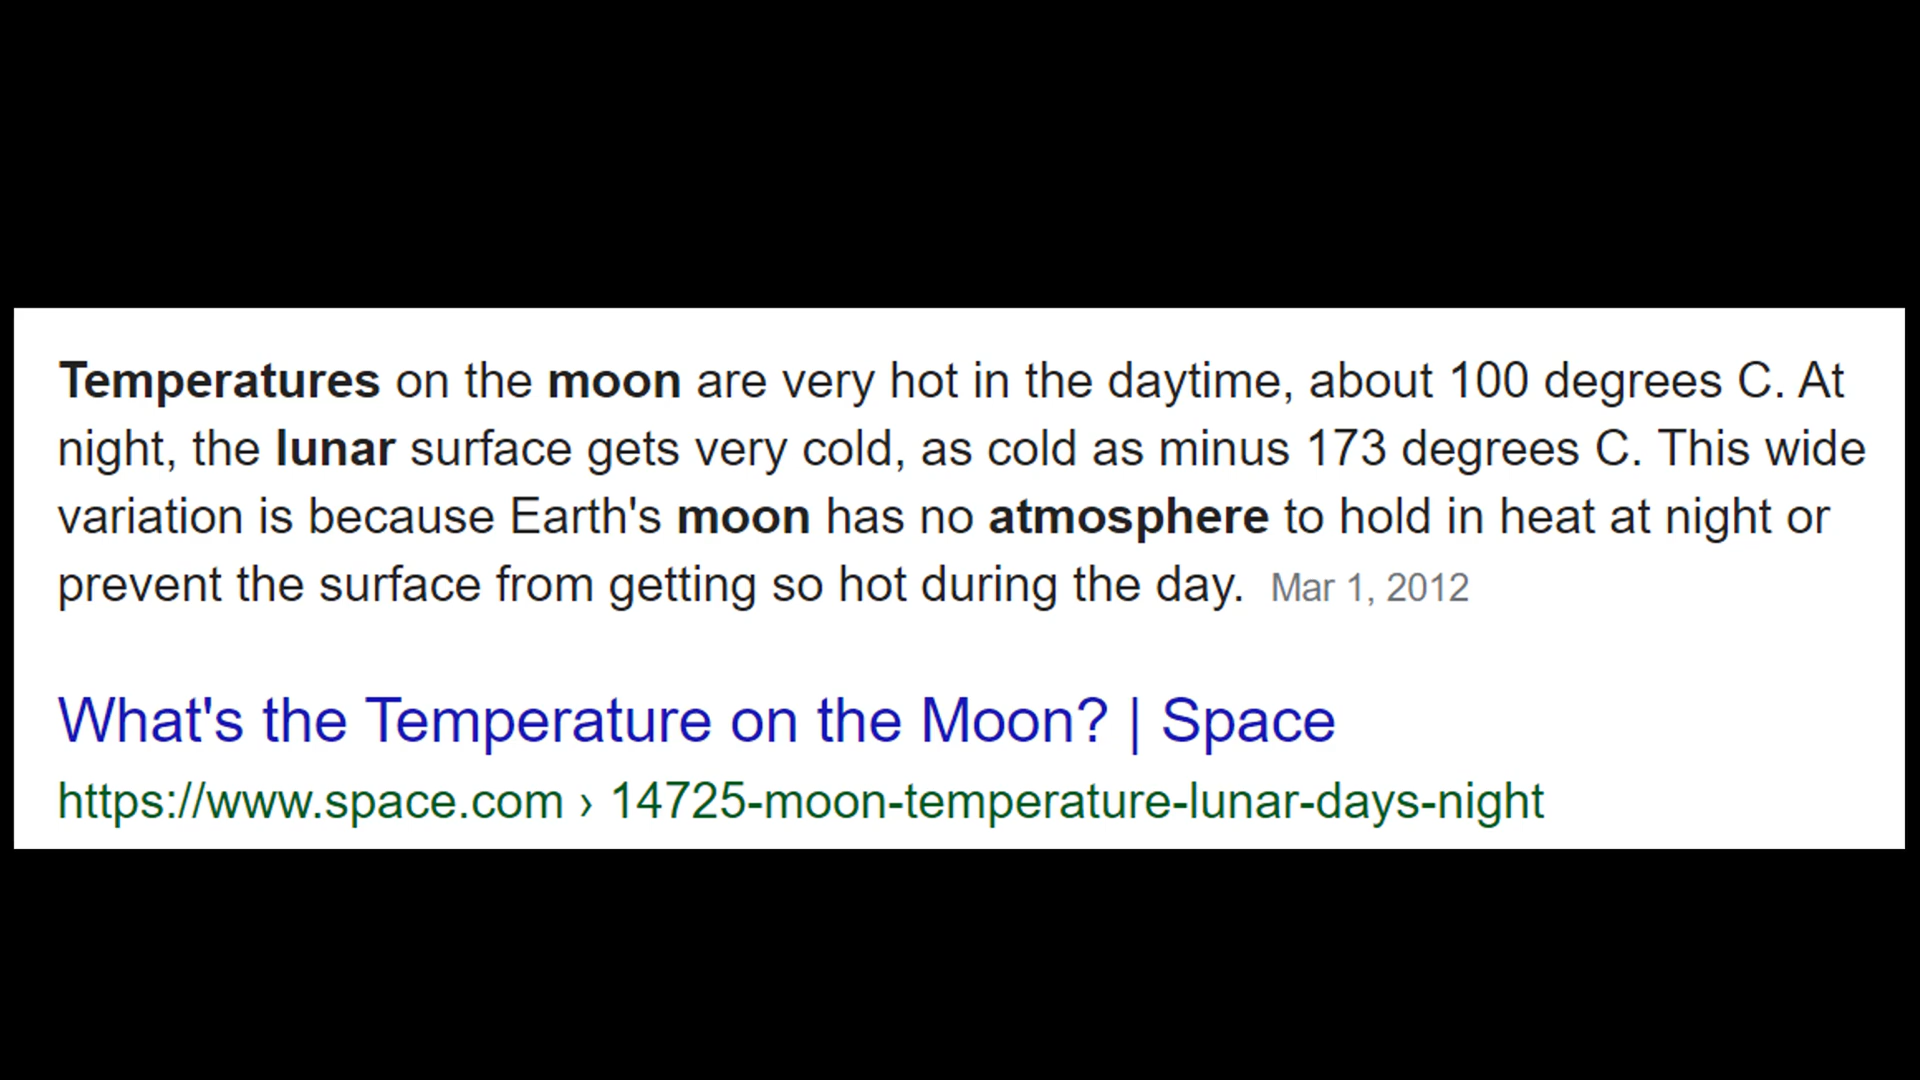 Temperatures on the moon are very hot in the daytime, about 100 degrees C. At
night, the lunar surface gets very cold, as cold as minus 173 degrees C. This wide
variation is because Earth's moon has no atmosphere to hold in heat at night or
prevent the surface from getting so hot during the day. Mar 1, 2012
What's the Temperature on the Moon? | Space
https://www.space.com › 14725-moon-temperature-lunar-days-night